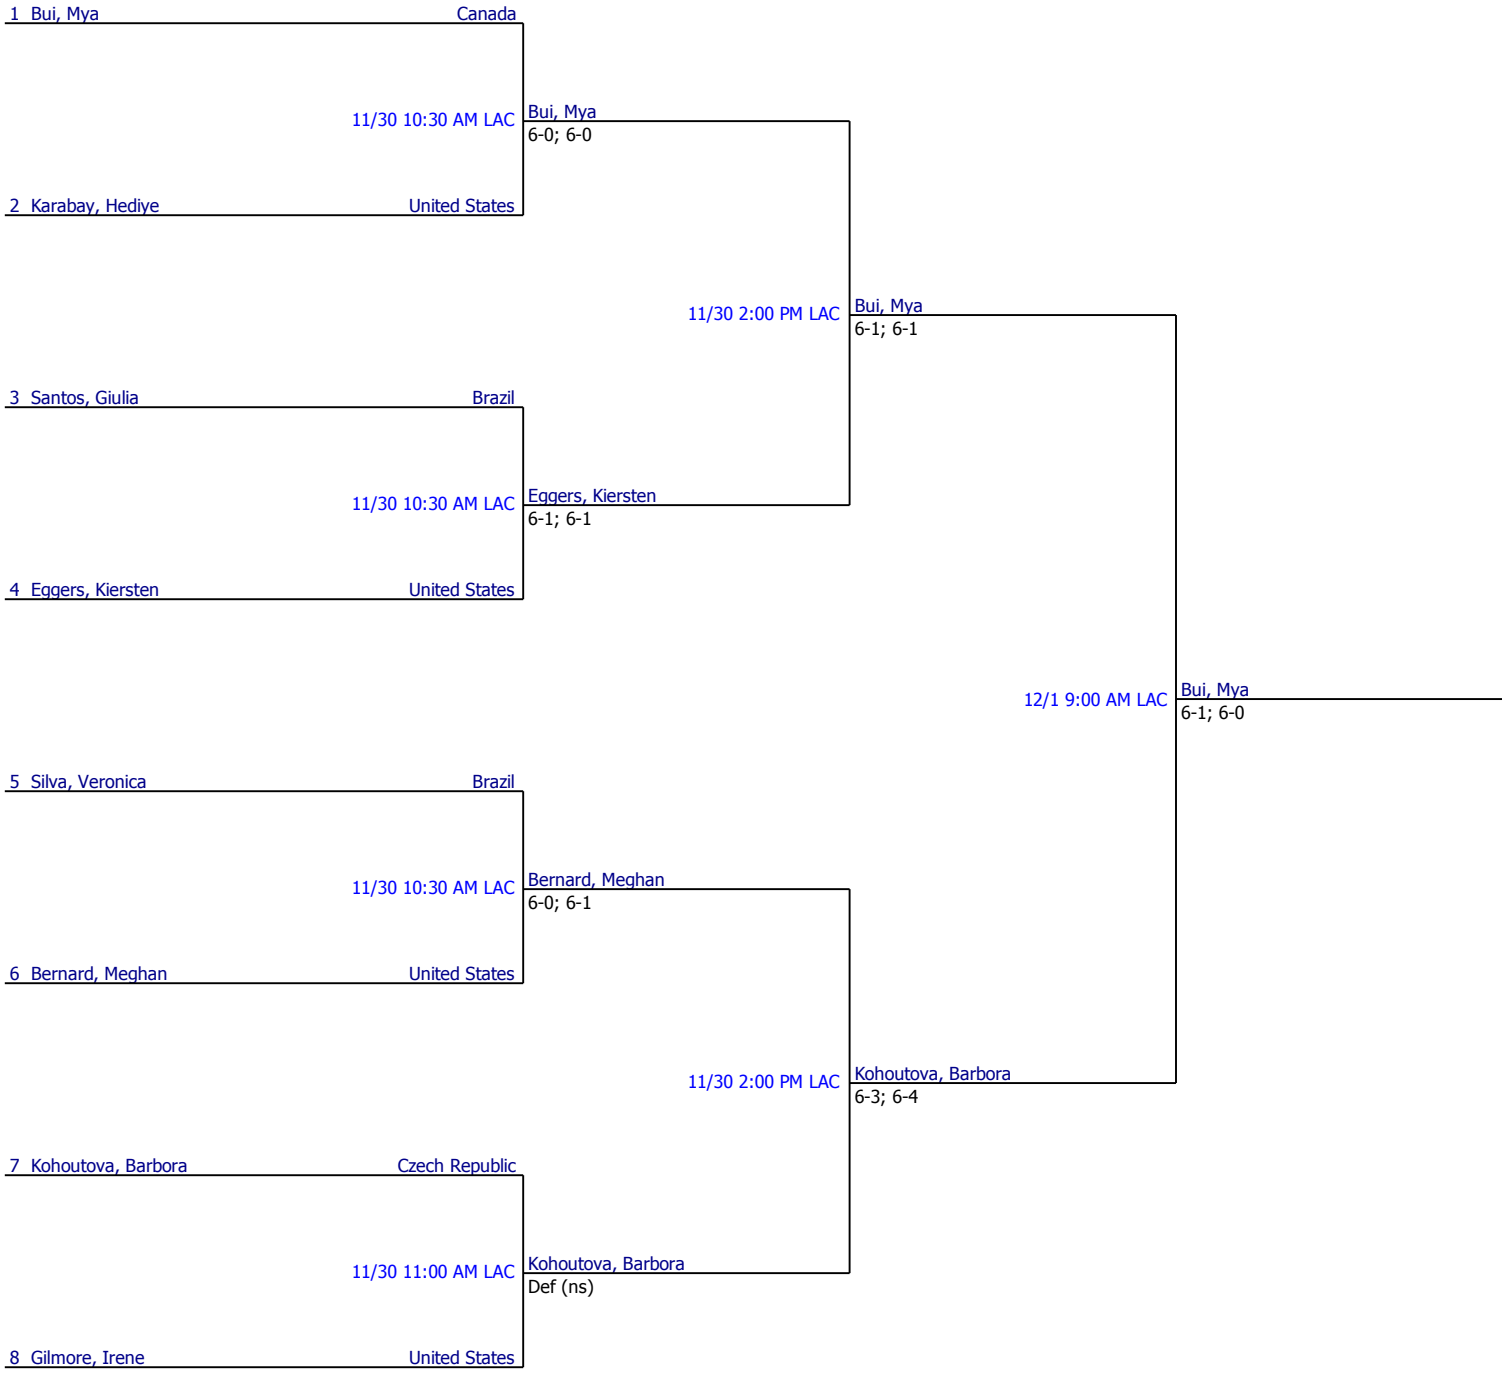 1 Bui, Mya Canada
11/30 10:30 AM LAC Bui, Mya
6-0; 6-0
2 Karabay, Hediye United States
11/30 2:00 PM LAC Bui, Mya
6-1; 6-1
3 Santos, Giulia Brazil
11/30 10:30 AM LAC Eggers, Kiersten
6-1; 6-1
4 Eggers, Kiersten United States
12/1 9:00 AM LAC Bui, Mya
6-1; 6-0
5 Silva, Veronica Brazil
11/30 10:30 AM LAC Bernard, Meghan
6-0; 6-1
6 Bernard, Meghan United States
11/30 2:00 PM LAC Kohoutova, Barbora
6-3; 6-4
7 Kohoutova, Barbora Czech Republic
11/30 11:00 AM LAC Kohoutova, Barbora
Def (ns)
8 Gilmore, Irene United States